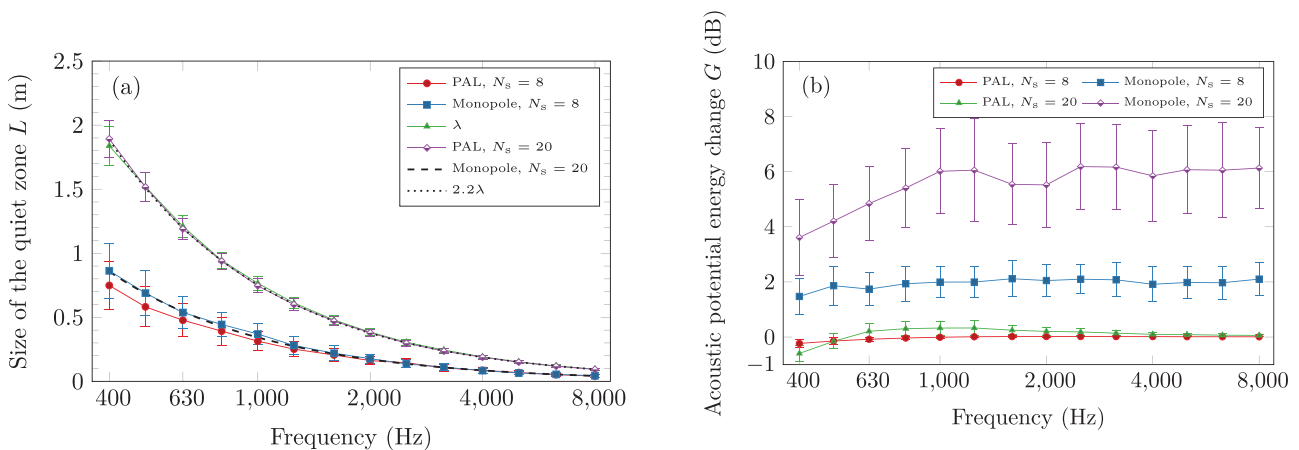 Size of the quiet zone L (m)
2.5
2
1.5
1
0.5
0
(a)
PAL, Nₛ = 8
Monopole, Nₛ = 8
λ
PAL, Nₛ = 20
Monopole, Nₛ = 20
2.2λ
400 630 1,000 2,000 4,000 8,000
Frequency (Hz)
Acoustic potential energy change G (dB)
10
8
6
4
2
0
−1
(b)
PAL, Nₛ = 8 Monopole, Nₛ = 8
PAL, Nₛ = 20 Monopole, Nₛ = 20
400 630 1,000 2,000 4,000 8,000
Frequency (Hz)